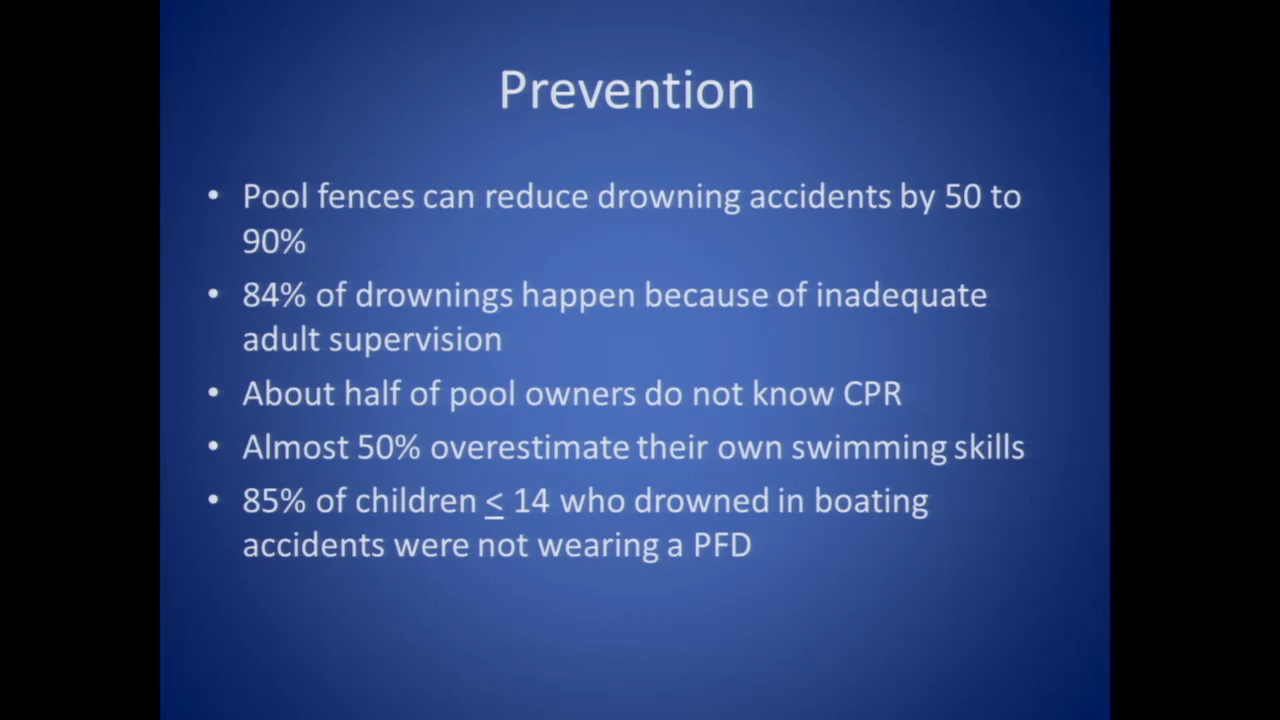 Prevention
• Pool fences can reduce drowning accidents by 50 to
90%
• 84% of drownings happen because of inadequate
adult supervision
• About half of pool owners do not know CPR
• Almost 50% overestimate their own swimming skills
• 85% of children ≤ 14 who drowned in boating
accidents were not wearing a PFD